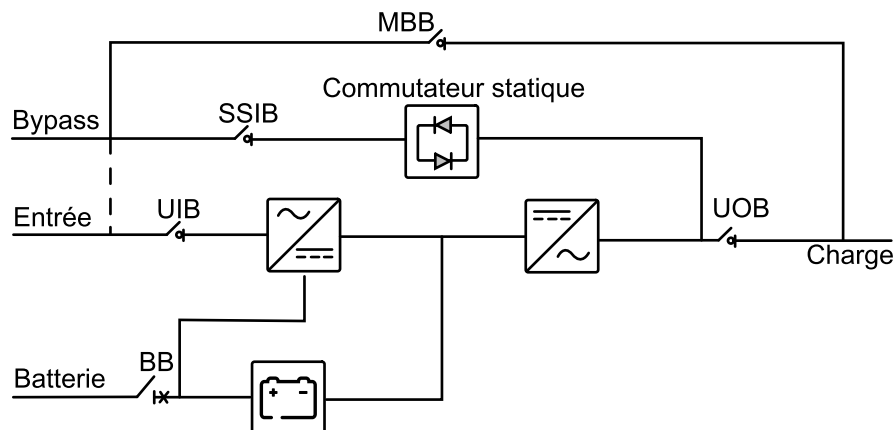 MBB
Commutateur statique
SSIB
Bypass
Entrée
UIB
UOB
Charge
BB
Batterie